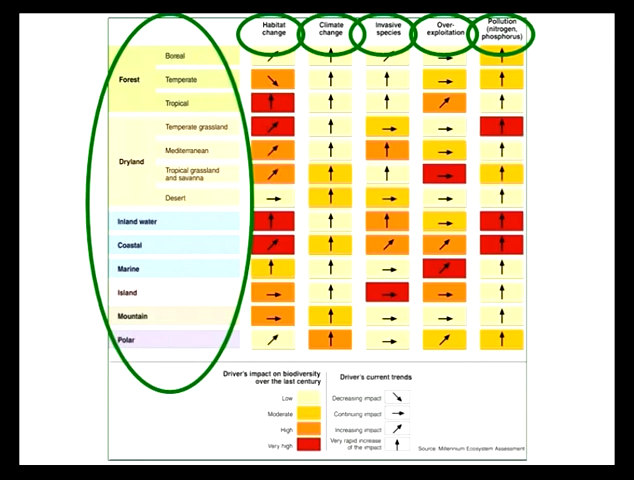 Habitat change
Climate change
Invasive species
Over-exploitation
Pollution (nitrogen, phosphorus)
Forest
Boreal
Temperate
Tropical
Dryland
Temperate grassland
Mediterranean
Tropical grassland and savanna
Desert
Inland water
Coastal
Marine
Island
Mountain
Polar
Driver's impact on biodiversity over the last century
Low
Moderate
High
Very high
Driver's current trends
Decreasing impact
Continuing impact
Increasing impact
Very rapid increase of the impact
Source: Millennium Ecosystem Assessment